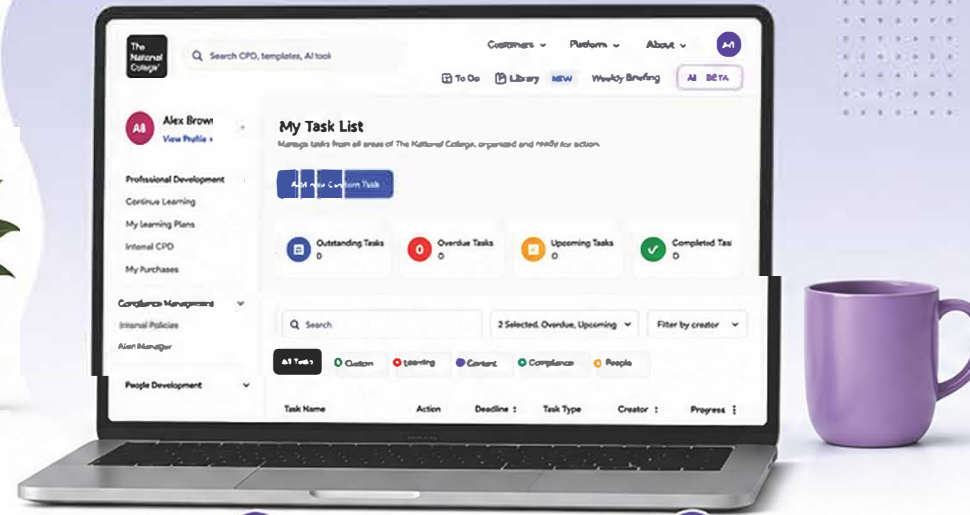 The
National
College
Search CPD, templates, AI tool
Customers
Platform
About
To Do
Library
NEW
Weekly Briefing
AI BETA
AB
Alex Brown
View Profile
My Task List
Manage tasks from all areas of The National College, organised and ready for action.
Add new Custom Task
Professional Development
Continue Learning
My Learning Plans
Internal CPD
My Purchases
Compliance Management
Internal Policies
People Development
Outstanding Tasks
0
Overdue Tasks
0
Upcoming Tasks
0
Completed Tas
0
Search
2 Selected, Overdue, Upcoming
Filter by creator
All Tasks
Custom
Learning
Content
Compliance
People
Task Name
Action
Deadline
Task Type
Creator
Progress